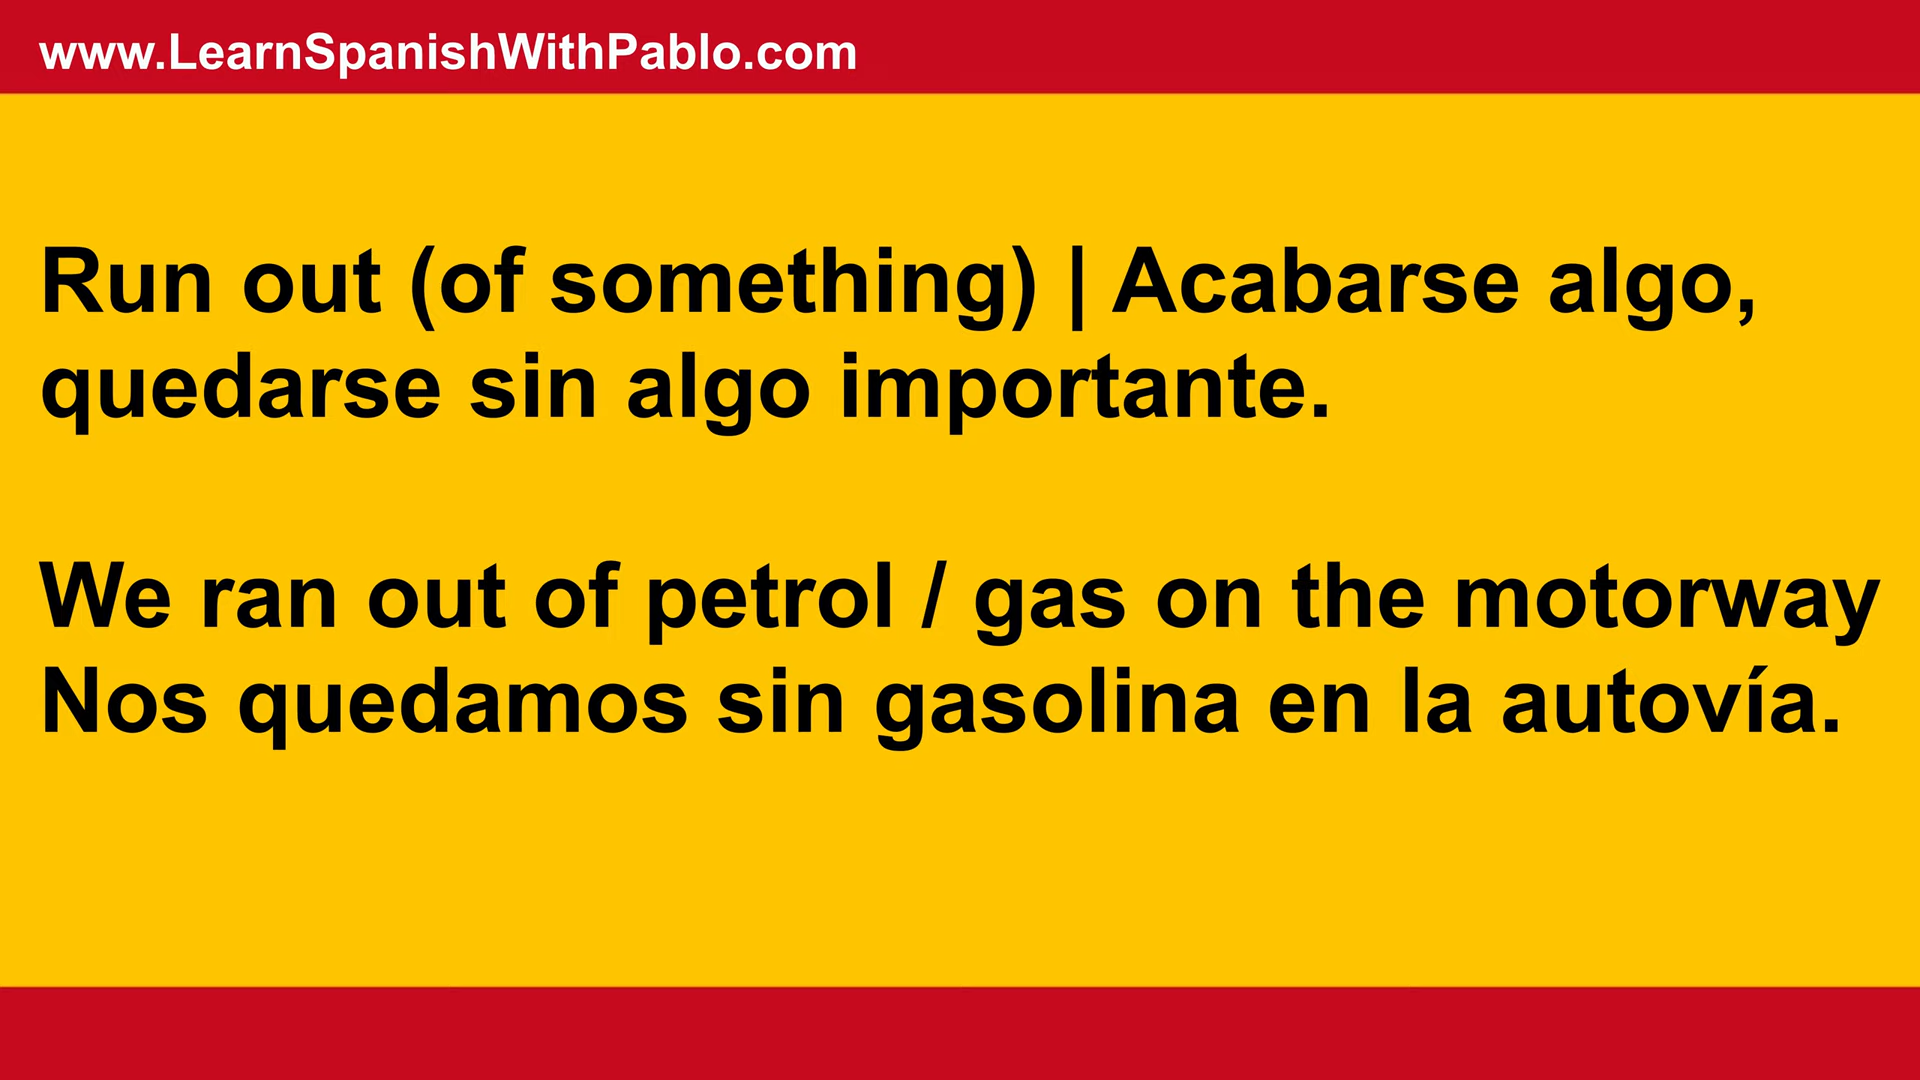 www.LearnSpanishWithPablo.com
Run out (of something) | Acabarse algo,
quedarse sin algo importante.
We ran out of petrol / gas on the motorway
Nos quedamos sin gasolina en la autovía.